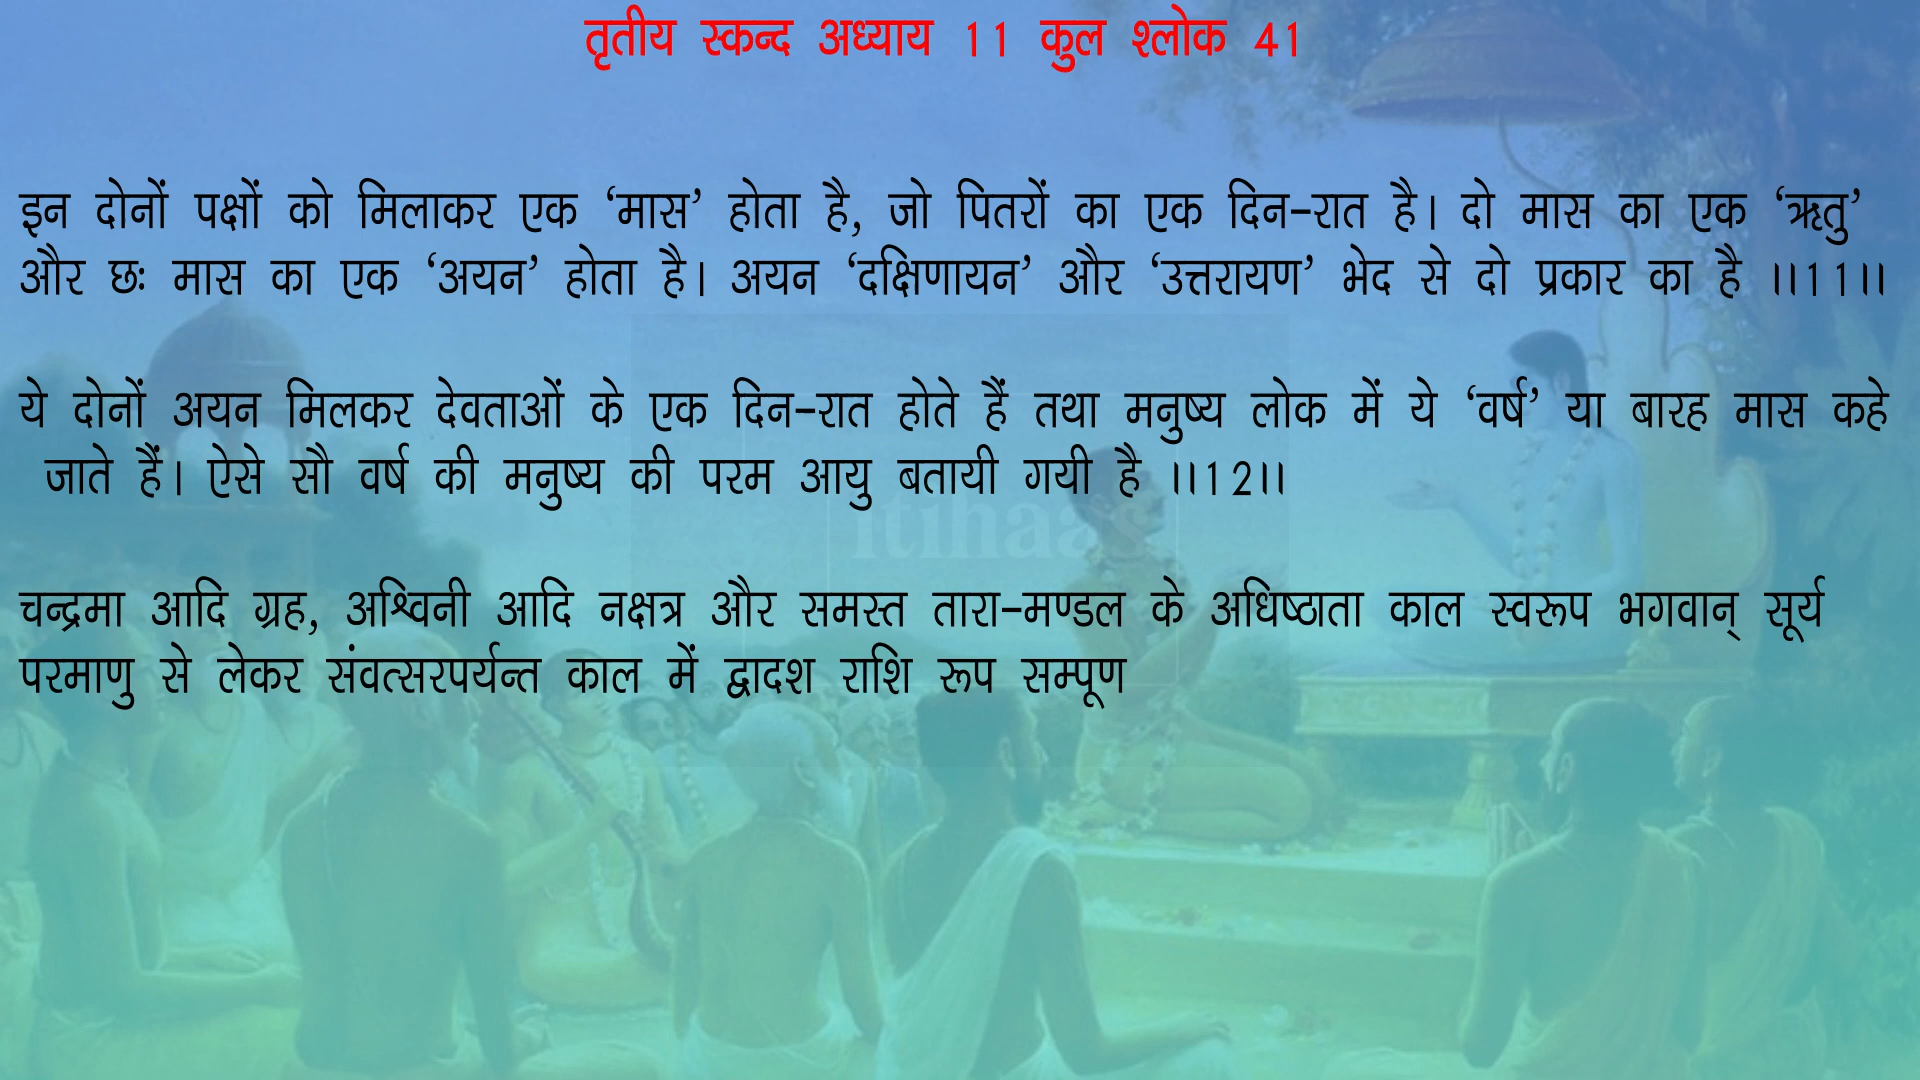 तृतीय स्कन्द अध्याय 11 कुल श्लोक 41
इन दोनों पक्षों को मिलाकर एक ‘मास’ होता है, जो पितरों का एक दिन-रात है। दो मास का एक ‘ऋतु’
और छः मास का एक ‘अयन’ होता है। अयन ‘दक्षिणायन’ और ‘उत्तरायण’ भेद से दो प्रकार का है ।।11।।
ये दोनों अयन मिलकर देवताओं के एक दिन-रात होते हैं तथा मनुष्य लोक में ये ‘वर्ष’ या बारह मास कहे
जाते हैं। ऐसे सौ वर्ष की मनुष्य की परम आयु बतायी गयी है ।।12।।
itihaas
चन्द्रमा आदि ग्रह, अश्विनी आदि नक्षत्र और समस्त तारा-मण्डल के अधिष्ठाता काल स्वरूप भगवान् सूर्य
परमाणु से लेकर संवत्सरपर्यन्त काल में द्वादश राशि रूप सम्पूण